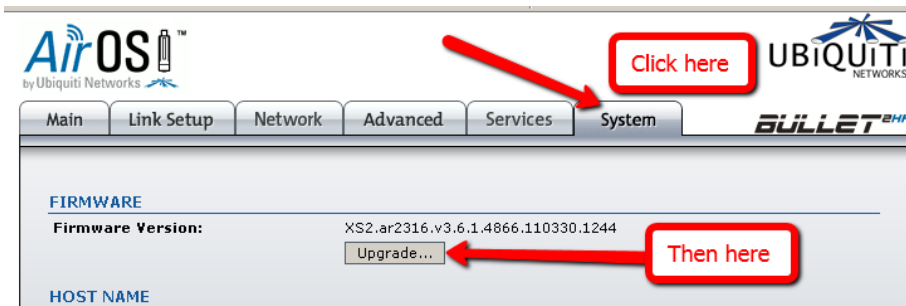 AirOS™
by Ubiquiti Networks
Click here
UBiQUiTi
NETWORKS
Main Link Setup Network Advanced Services System
BULLET2HP
FIRMWARE
Firmware Version: XS2.ar2316.v3.6.1.4866.110330.1244
Upgrade...
Then here
HOST NAME